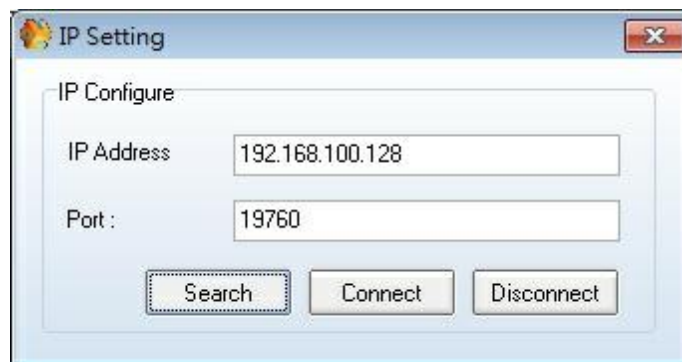 IP Setting
IP Configure
IP Address 192.168.100.128
Port : 19760
Search Connect Disconnect